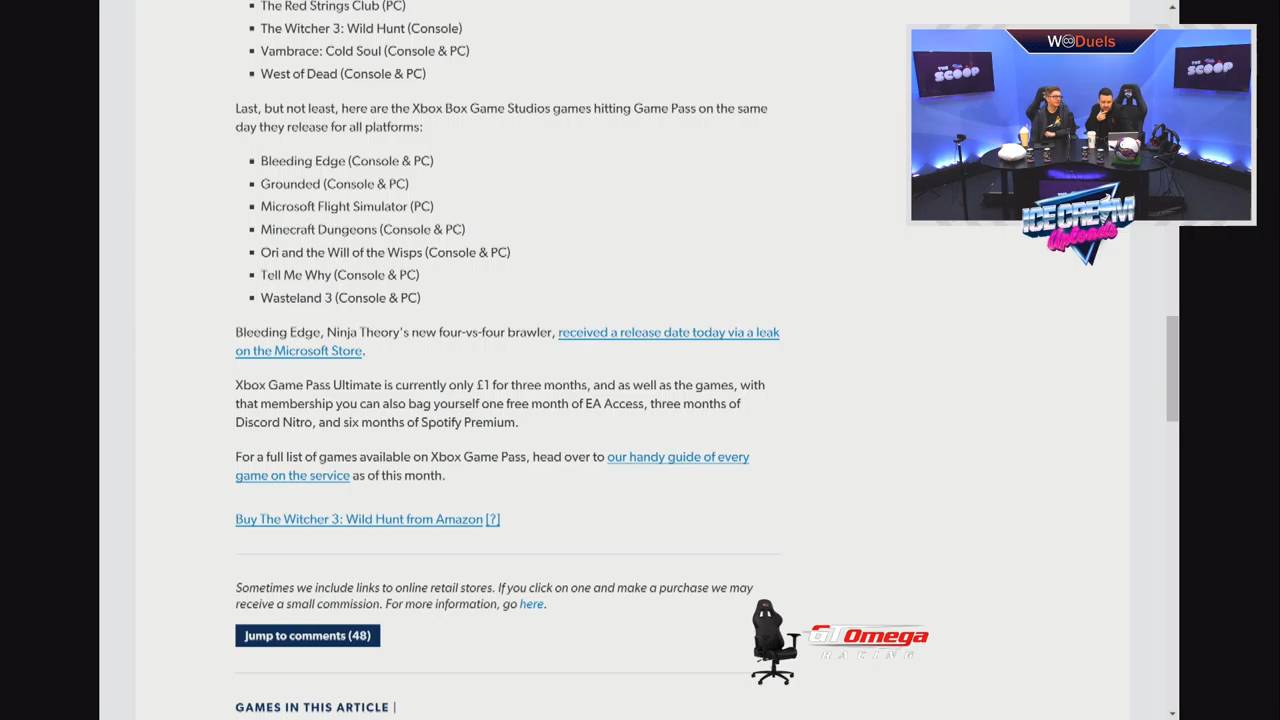 The Red Strings Club (PC)
The Witcher 3: Wild Hunt (Console)
Vambrace: Cold Soul (Console & PC)
West of Dead (Console & PC)
Last, but not least, here are the Xbox Box Game Studios games hitting Game Pass on the same
day they release for all platforms:
Bleeding Edge (Console & PC)
Grounded (Console & PC)
Microsoft Flight Simulator (PC)
Minecraft Dungeons (Console & PC)
Ori and the Will of the Wisps (Console & PC)
Tell Me Why (Console & PC)
Wasteland 3 (Console & PC)
Bleeding Edge, Ninja Theory's new four-vs-four brawler, received a release date today via a leak
on the Microsoft Store.
Xbox Game Pass Ultimate is currently only £1 for three months, and as well as the games, with
that membership you can also bag yourself one free month of EA Access, three months of
Discord Nitro, and six months of Spotify Premium.
For a full list of games available on Xbox Game Pass, head over to our handy guide of every
game on the service as of this month.
Buy The Witcher 3: Wild Hunt from Amazon [?]
Sometimes we include links to online retail stores. If you click on one and make a purchase we may
receive a small commission. For more information, go here.
Jump to comments (48)
GAMES IN THIS ARTICLE |
W∞Duels
THE SCOOP
THE SCOOP
ICE CREAM
Uploads
GT Omega
RACING